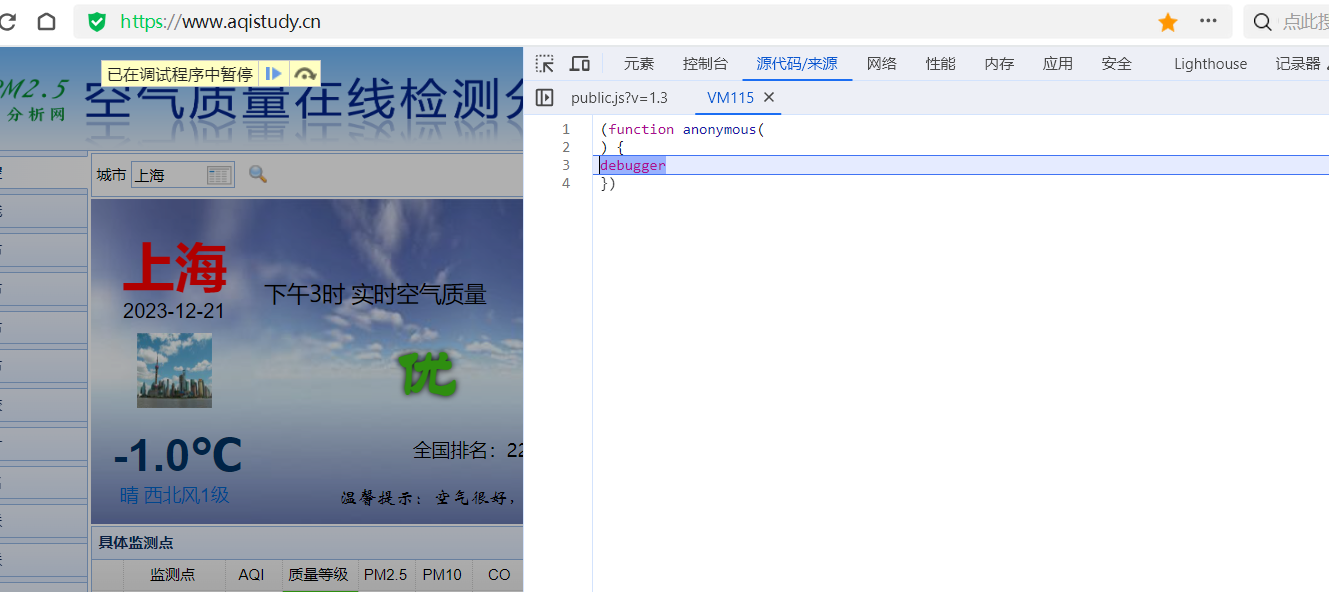 https://www.aqistudy.cn
点此搜
已在调试程序中暂停
PM2.5
分析网
空气质量在线检测分
元素 控制台 源代码/来源 网络 性能 内存 应用 安全 Lighthouse 记录器
public.js?v=1.3 VM115
1 (function anonymous(
2 ) {
3 debugger
4 })
城市 上海
上海
2023-12-21
下午3时 实时空气质量
优
-1.0℃
全国排名：22
晴 西北风1级
温馨提示：空气很好，
具体监测点
监测点 AQI 质量等级 PM2.5 PM10 CO